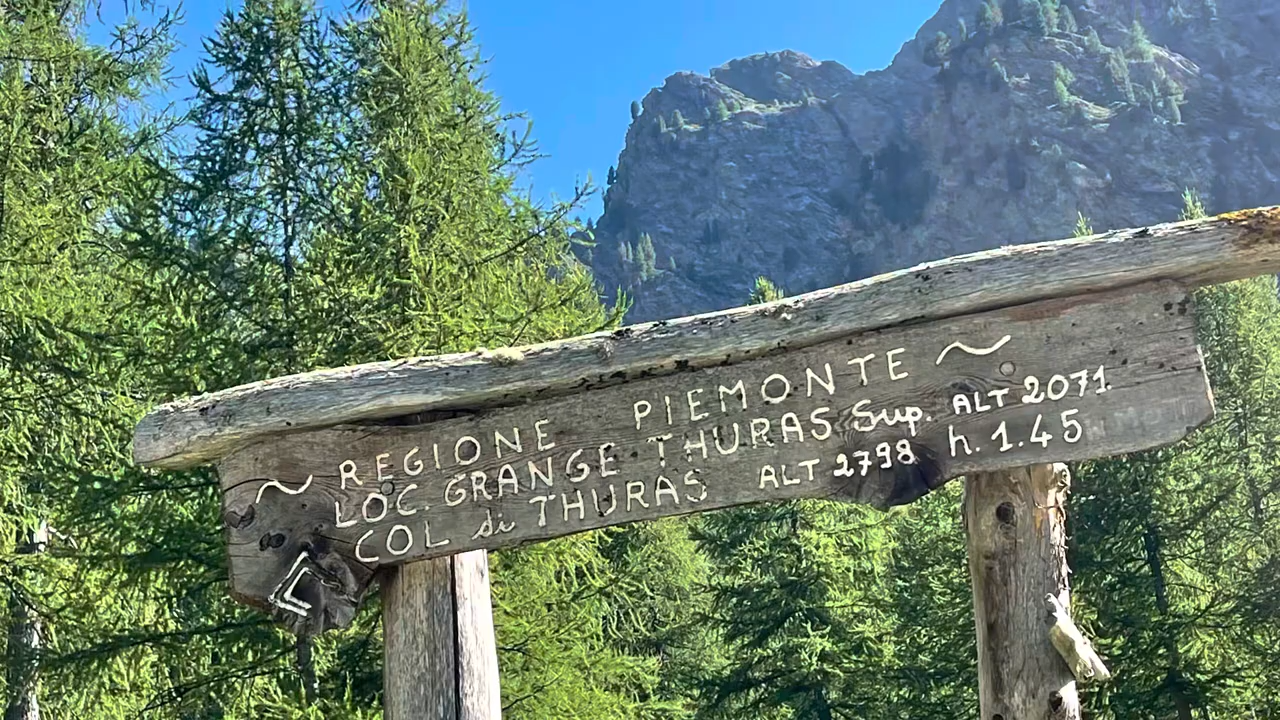 ~ REGIONE PIEMONTE ~
LOC. GRANGE THURAS Sup. ALT 2071.
COL di THURAS ALT 2798 h. 1.45